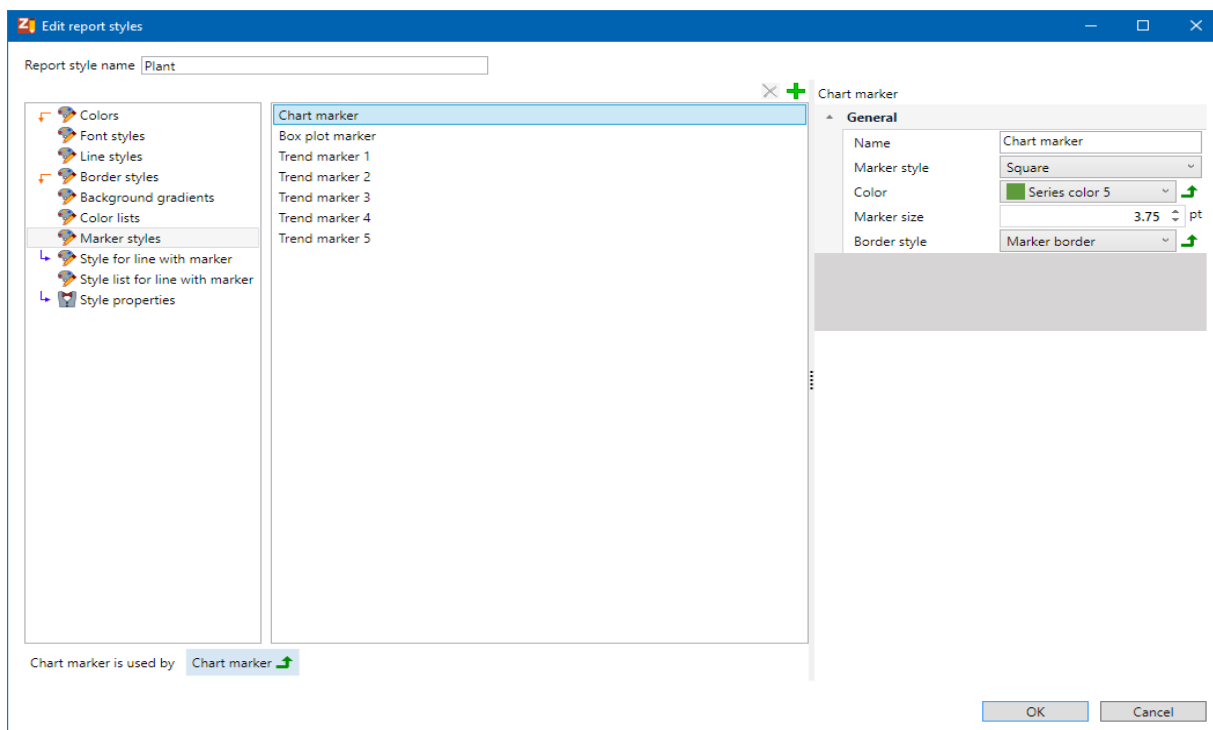 Edit report styles
Report style name Plant
Colors
Font styles
Line styles
Border styles
Background gradients
Color lists
Marker styles
Style for line with marker
Style list for line with marker
Style properties
Chart marker
Box plot marker
Trend marker 1
Trend marker 2
Trend marker 3
Trend marker 4
Trend marker 5
Chart marker
General
Name Chart marker
Marker style Square
Color Series color 5
Marker size 3.75 pt
Border style Marker border
Chart marker is used by Chart marker
OK Cancel